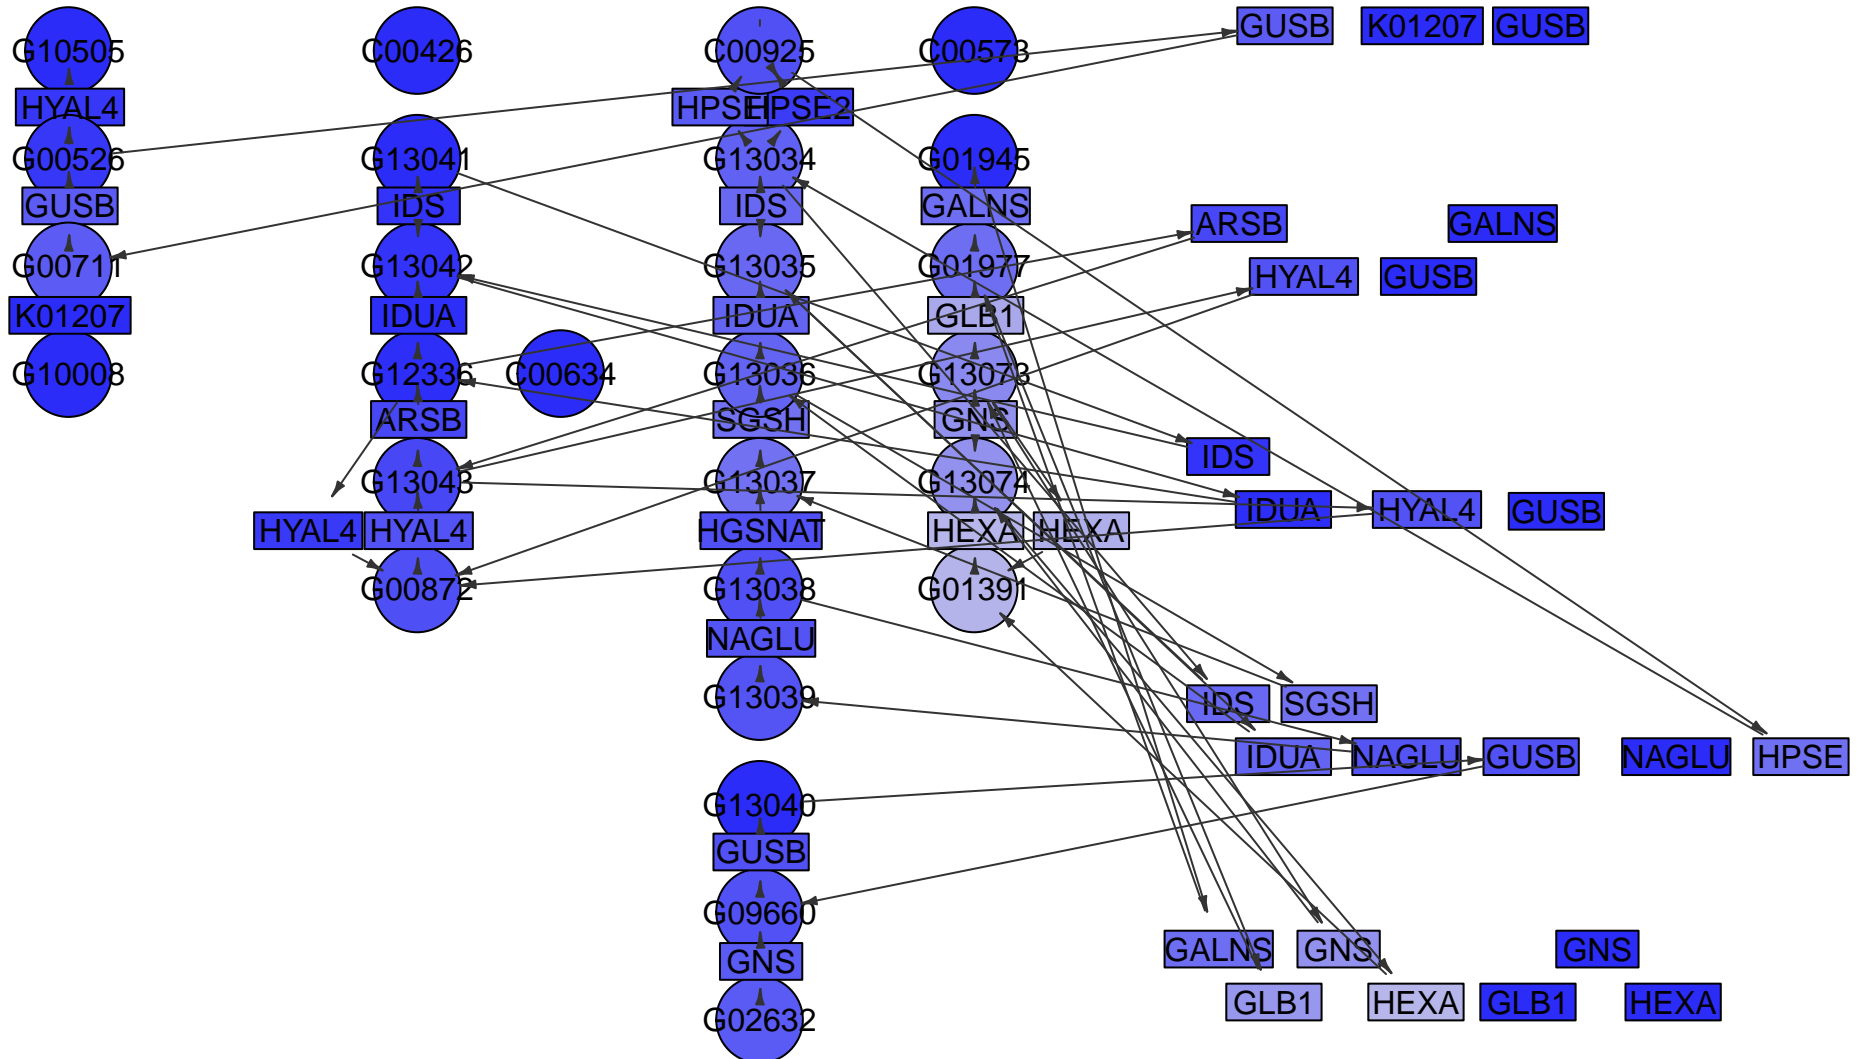 G10505 C00426 C00925 C00573 GUSB K01207 GUSB
HYAL4 HPSE HPSE2
G00526 G13041 G13034 G01945
GUSB IDS IDS GALNS ARSB GALNS
G00711 G13042 G13035 G01977 HYAL4 GUSB
K01207 IDUA IDUA GLB1
G10008 G12336 C00634 G13036 G13073
ARSB SGSH GNS IDS
G13043 G13037 G13074 IDUA HYAL4 GUSB
HYAL4 HYAL4 HGSNAT HEXA HEXA
G00872 G13038 G01391
NAGLU
G13039 IDS SGSH
IDUA NAGLU GUSB NAGLU HPSE
G13040
GUSB
G09660 GALNS GNS GNS
GNS
G02632 GLB1 HEXA GLB1 HEXA